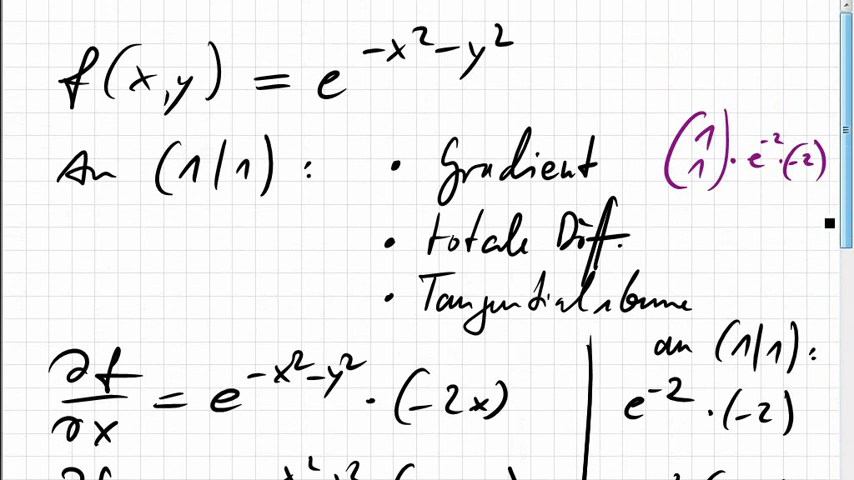 f(x,y) = e^{-x²-y²}
An (1|1): • Gradient (1 1) · e^{-2} · (-2)
• totale Diff.
• Tangentialebene
an (1|1):
∂f/∂x = e^{-x²-y²} · (-2x) e^{-2} · (-2)